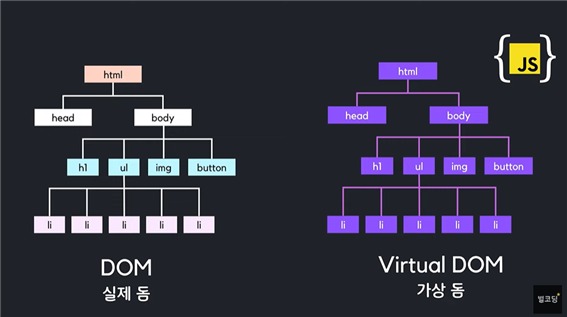 html
head body
h1 ul img button
li li li li li
DOM
실제 돔
{JS}
html
head body
h1 ul img button
li li li li li
Virtual DOM
가상 돔
별코딩